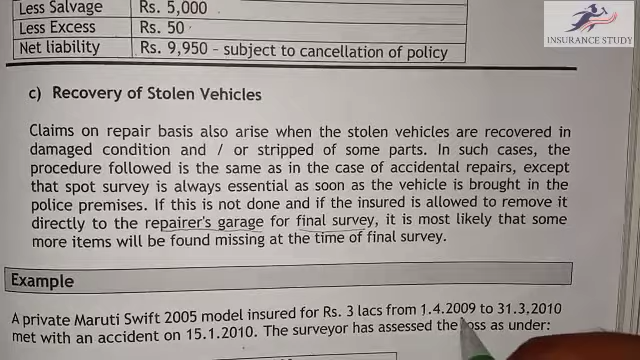 Less Salvage Rs. 5,000
Less Excess Rs. 50
Net liability Rs. 9,950 – subject to cancellation of policy
INSURANCE STUDY
c) Recovery of Stolen Vehicles
Claims on repair basis also arise when the stolen vehicles are recovered in
damaged condition and / or stripped of some parts. In such cases, the
procedure followed is the same as in the case of accidental repairs, except
that spot survey is always essential as soon as the vehicle is brought in the
police premises. If this is not done and if the insured is allowed to remove it
directly to the repairer's garage for final survey, it is most likely that some
more items will be found missing at the time of final survey.
Example
A private Maruti Swift 2005 model insured for Rs. 3 lacs from 1.4.2009 to 31.3.2010
met with an accident on 15.1.2010. The surveyor has assessed the loss as under: